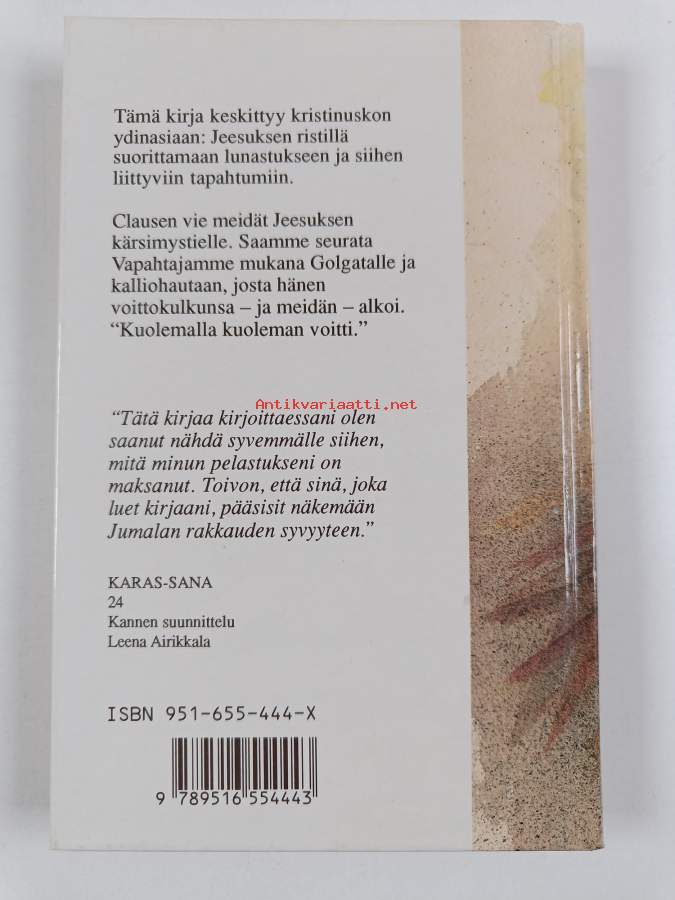 Tämä kirja keskittyy kristinuskon
ydinasiaan: Jeesuksen ristillä
suorittamaan lunastukseen ja siihen
liittyviin tapahtumiin.
Clausen vie meidät Jeesuksen
kärsimystielle. Saamme seurata
Vapahtajamme mukana Golgatalle ja
kalliohautaan, josta hänen
voittokulkunsa – ja meidän – alkoi.
“Kuolemalla kuoleman voitti.”
Antikvariaatti.net
“Tätä kirjaa kirjoittaessani olen
saanut nähdä syvemmälle siihen,
mitä minun pelastukseni on
maksanut. Toivon, että sinä, joka
luet kirjaani, pääsisit näkemään
Jumalan rakkauden syvyyteen.”
KARAS-SANA
24
Kannen suunnittelu
Leena Airikkala
ISBN 951-655-444-X
9 789516 554443